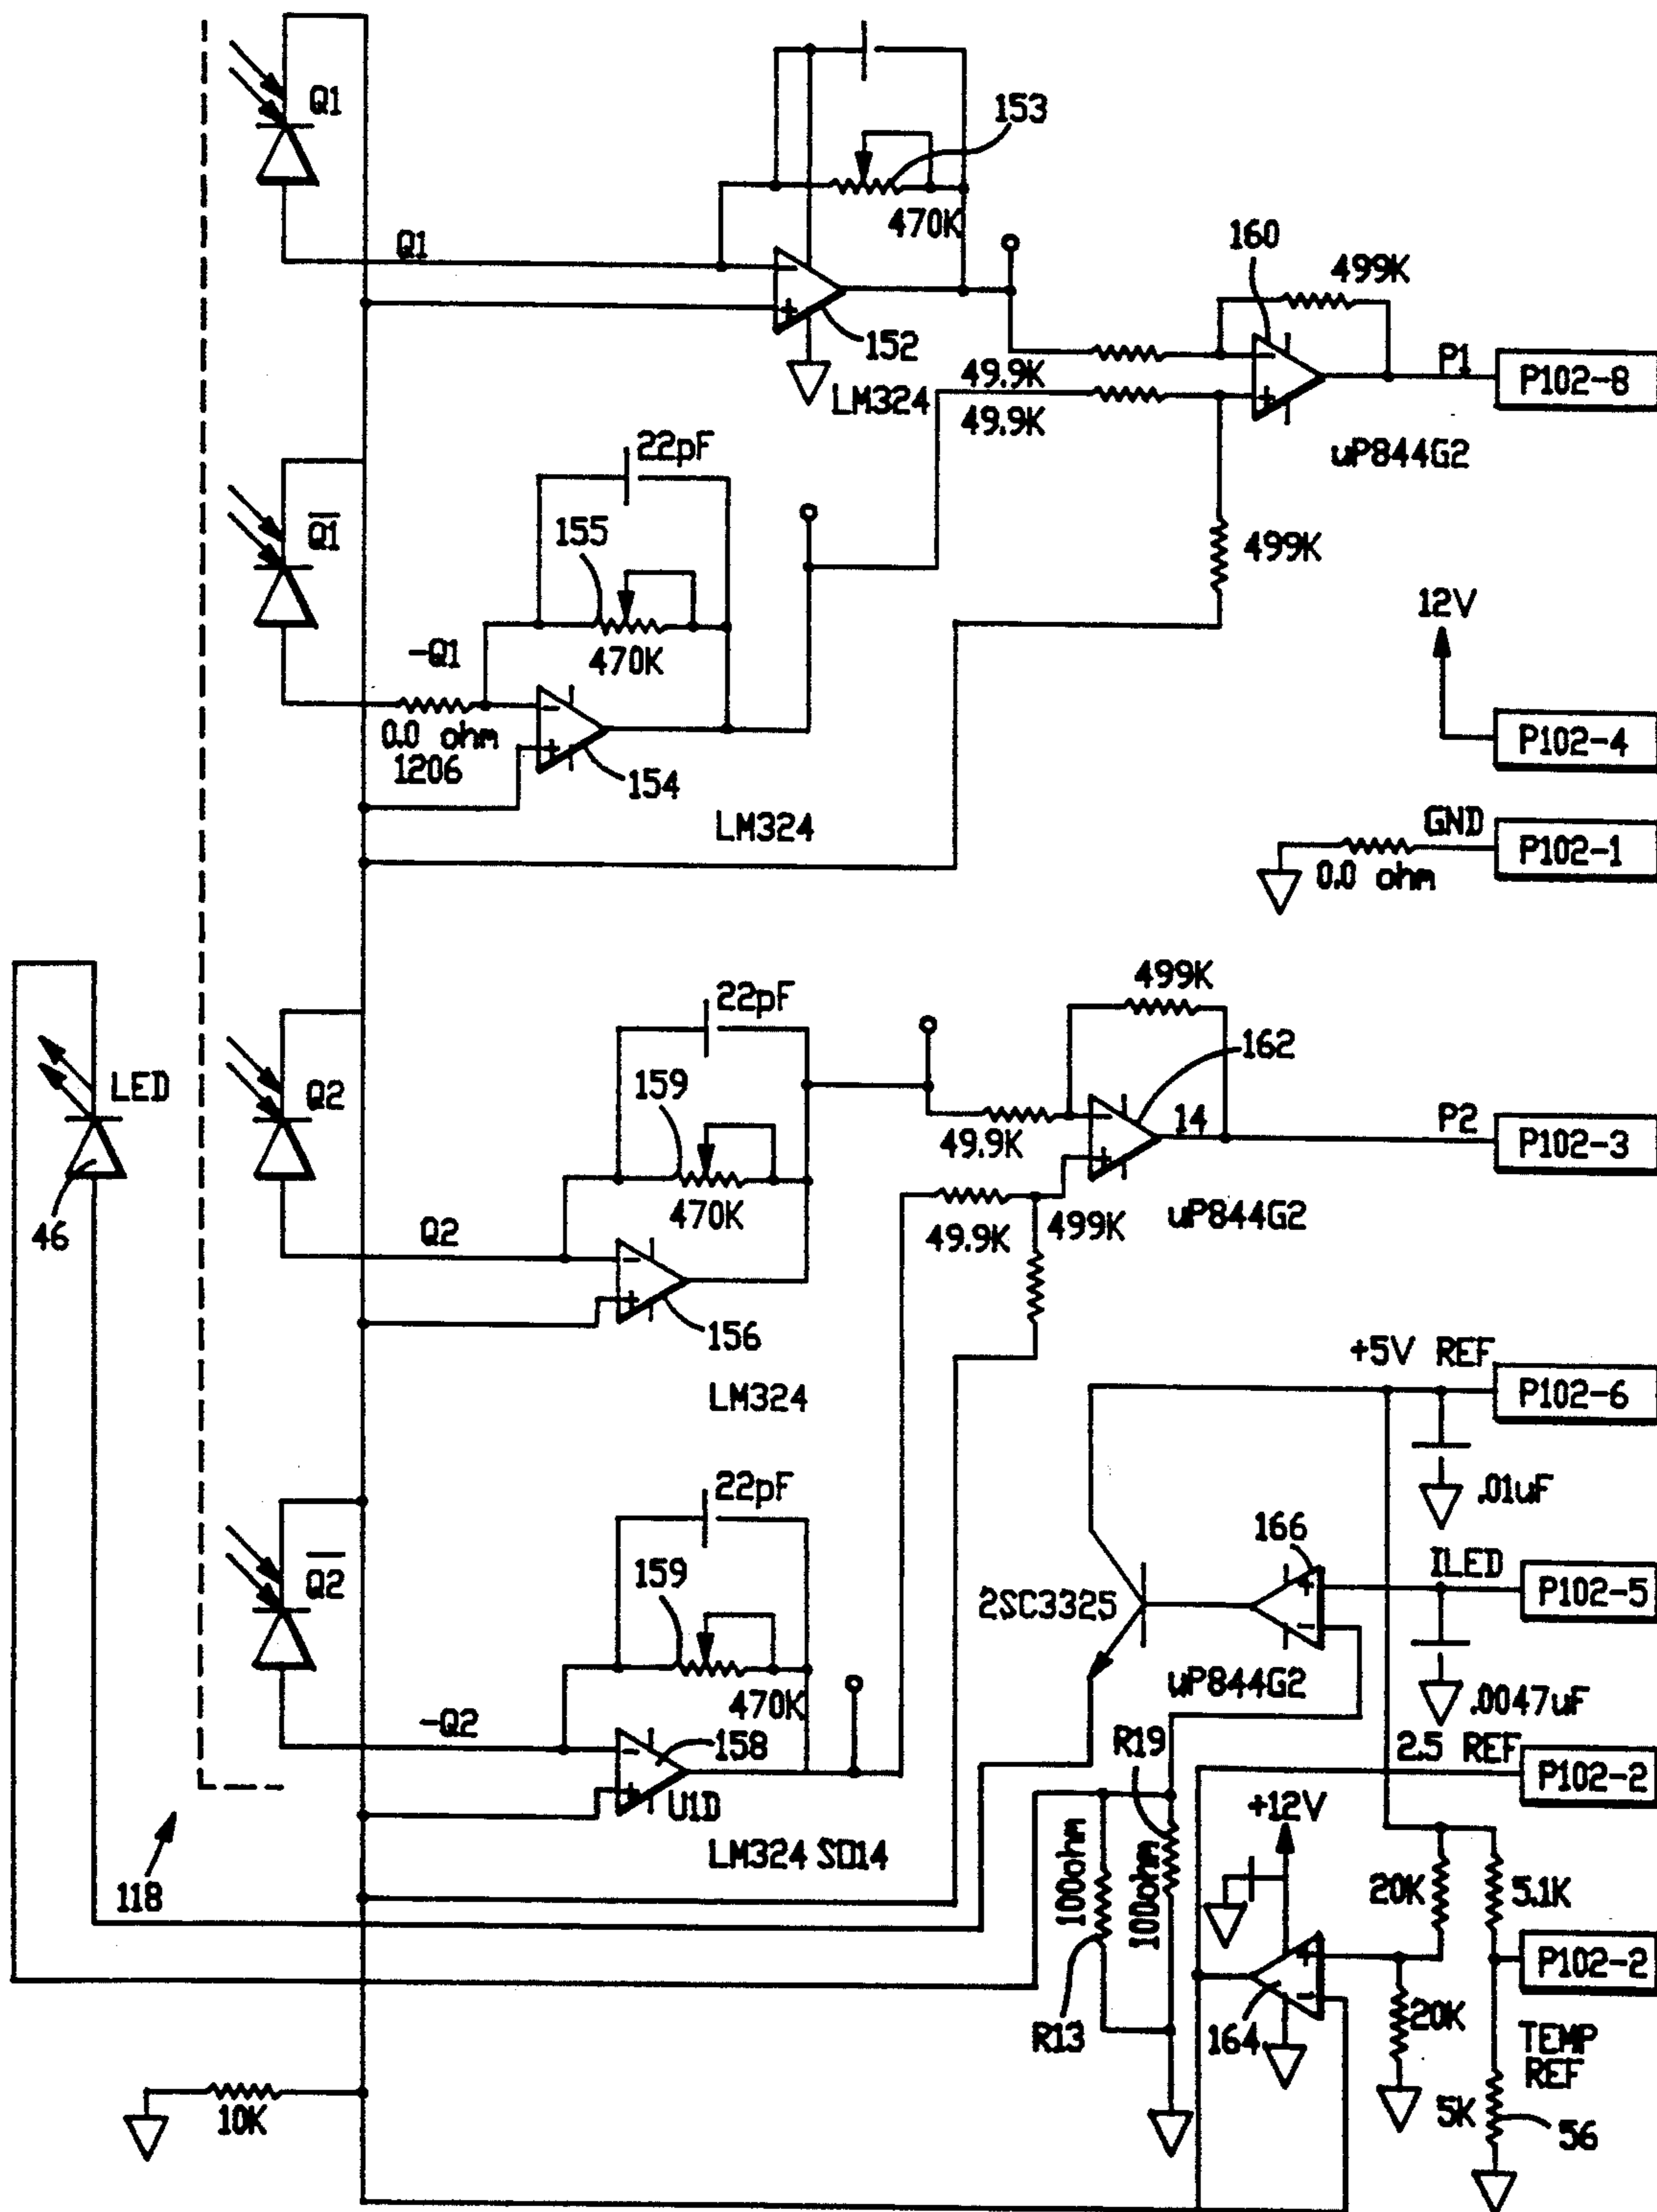 Q1
153
470K
Q1
160
499K
152
LM324
49.9K
49.9K
P1
P102-8
uP844G2
22pF
Q1
155
499K
12V
-Q1
470K
0.0 ohm
1206
154
P102-4
LM324
GND
P102-1
0.0 ohm
499K
22pF
162
LED
Q2
159
14
P2
P102-3
49.9K
46
470K
Q2
49.9K
499K
uP844G2
156
+5V REF
P102-6
LM324
22pF
.01uF
166
ILED
Q2
159
2SC3325
P102-5
uP844G2
470K
.0047uF
-Q2
158
R19
2.5 REF
P102-2
U1D
+12V
LM324 SD14
100ohm
100ohm
20K
5.1K
118
P102-2
R13
164
20K
TEMP
REF
10K
5K
56